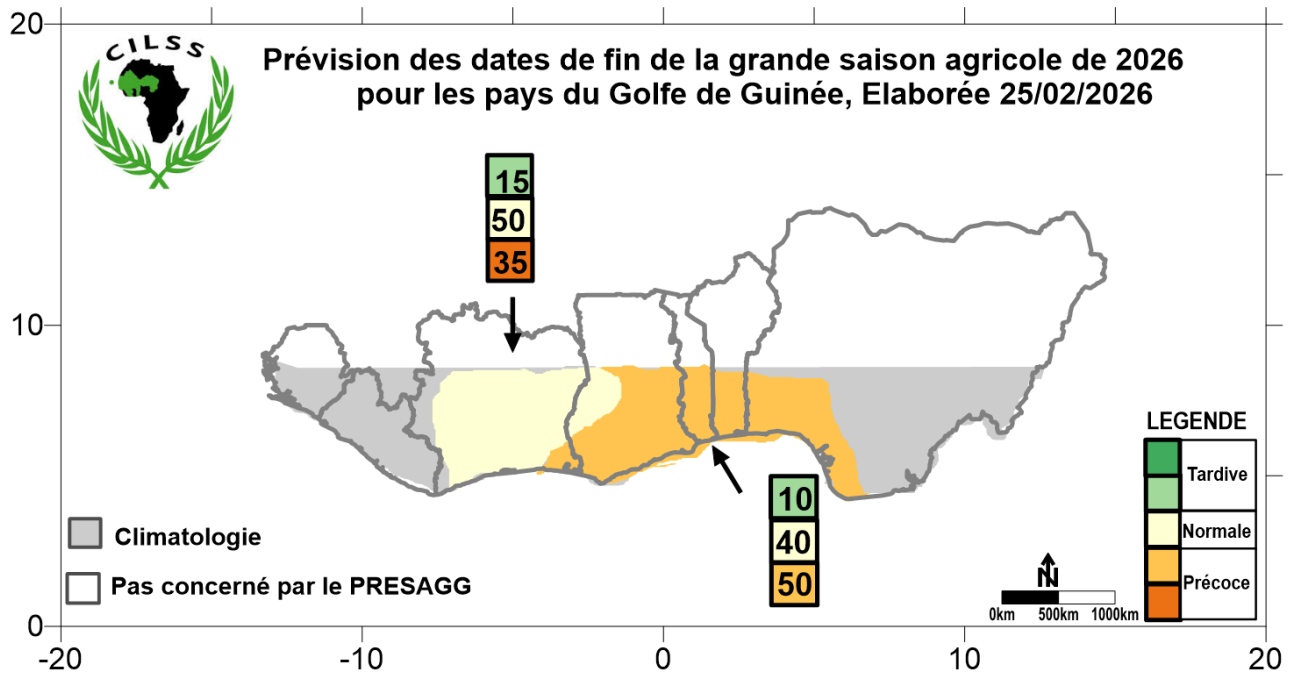 20
CILSS
Prévision des dates de fin de la grande saison agricole de 2026
pour les pays du Golfe de Guinée, Elaborée 25/02/2026
15
50
35
10
LEGENDE
Tardive
Normale
Précoce
10
40
50
Climatologie
Pas concerné par le PRESAGG
N
0km 500km 1000km
0
-20 -10 0 10 20